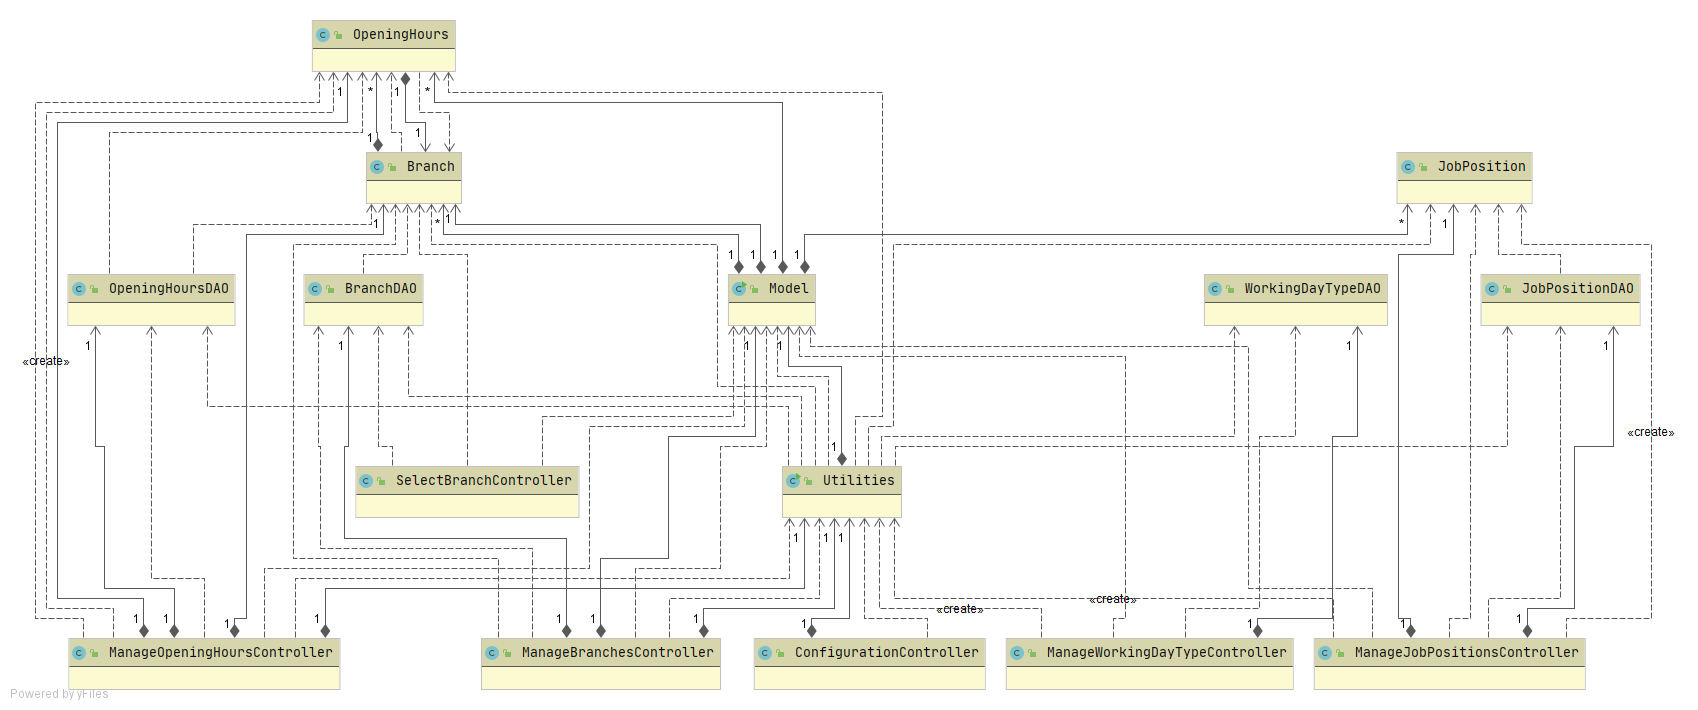 OpeningHours
1
*
1
*
1
1
Branch
JobPosition
1
*
1
*
1
1
1
1
1
OpeningHoursDAO
BranchDAO
Model
WorkingDayTypeDAO
JobPositionDAO
1
1
1
1
1
1
«create»
«create»
1
SelectBranchController
Utilities
1
1
1
«create»
«create»
1
1
1
1
1
1
1
1
1
1
1
ManageOpeningHoursController
ManageBranchesController
ConfigurationController
ManageWorkingDayTypeController
ManageJobPositionsController
Powered by yFiles